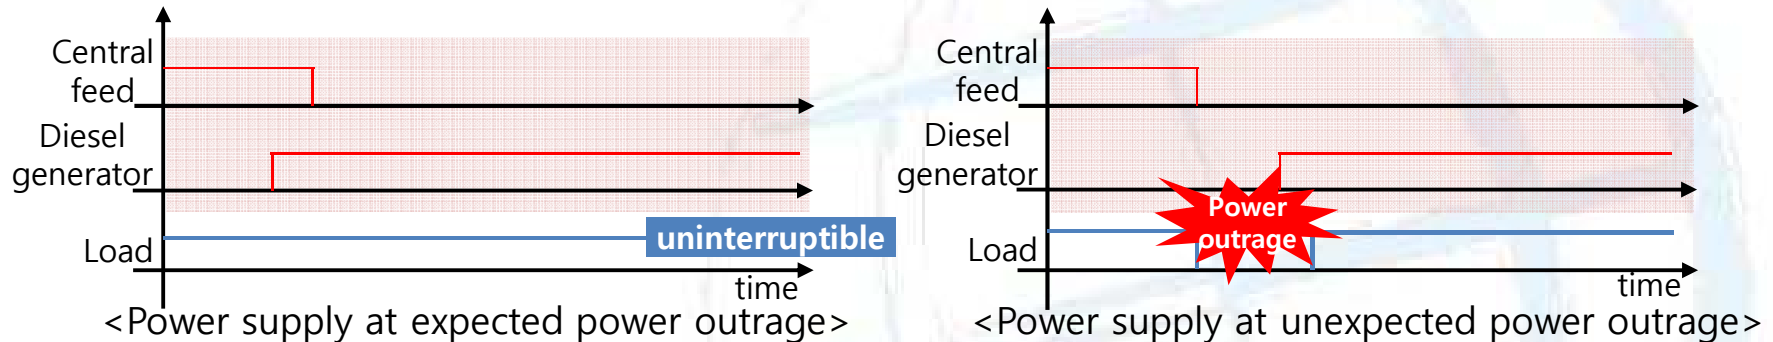 Central
feed
Diesel
generator
Load
uninterruptible
time
<Power supply at expected power outrage>
Central
feed
Diesel
generator
Power
outrage
Load
time
<Power supply at unexpected power outrage>